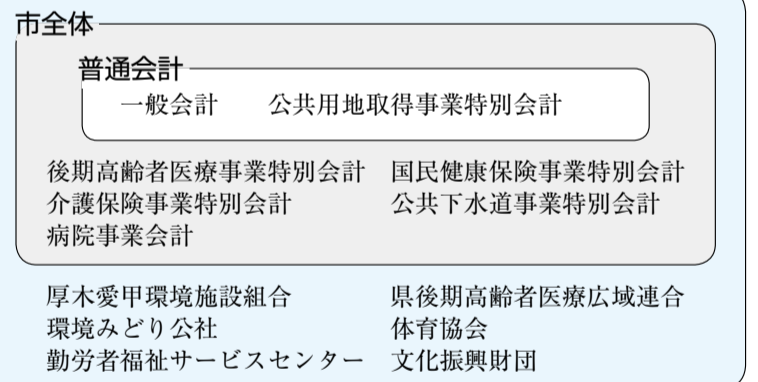 市全体
普通会計
一般会計　公共用地取得事業特別会計
後期高齢者医療事業特別会計　国民健康保険事業特別会計
介護保険事業特別会計　公共下水道事業特別会計
病院事業会計
厚木愛甲環境施設組合　県後期高齢者医療広域連合
環境みどり公社　体育協会
勤労者福祉サービスセンター　文化振興財団